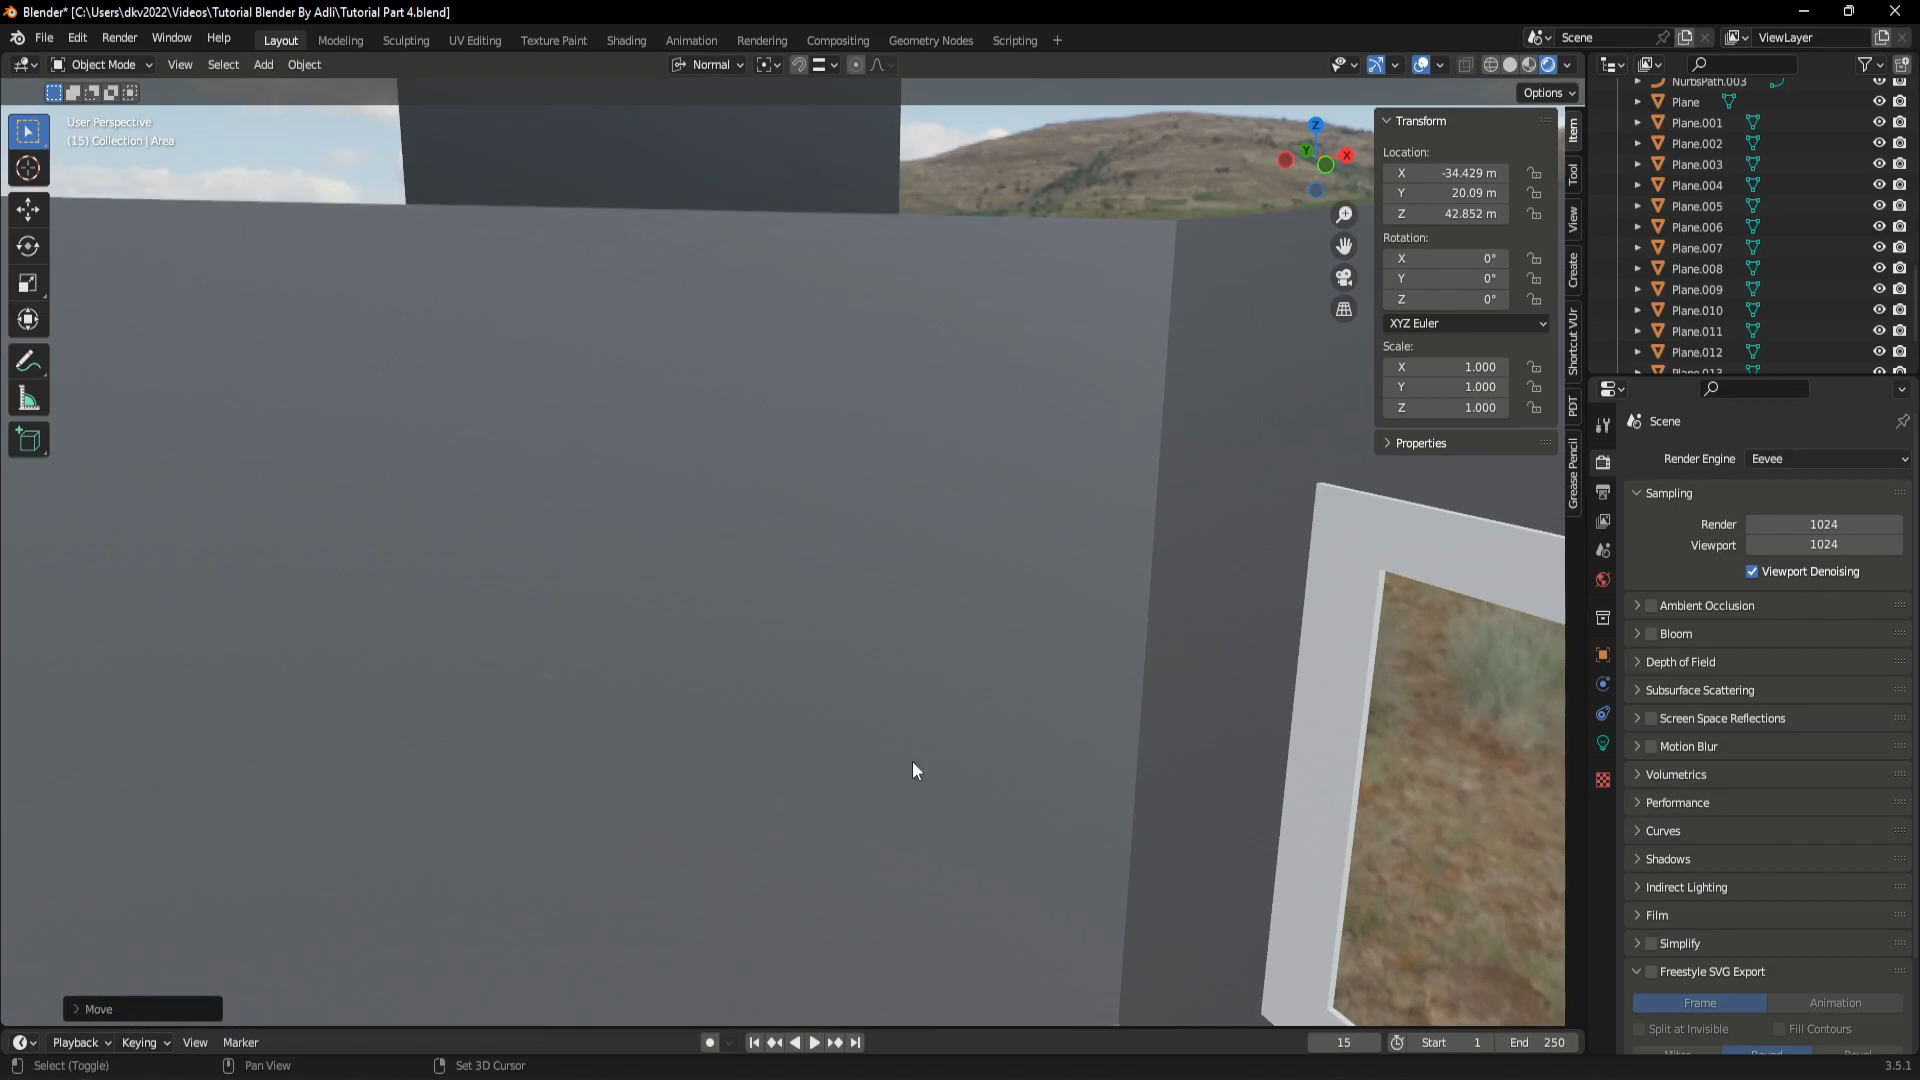 Blender* [C:\Users\dkv2022\Videos\Tutorial Blender By Adli\Tutorial Part 4.blend]
File Edit Render Window Help Layout Modeling Sculpting UV Editing Texture Paint Shading Animation Rendering Compositing Geometry Nodes Scripting + Scene ViewLayer
Object Mode View Select Add Object Normal
Options
User Perspective
(15) Collection | Area
Z
Y
X
Transform
Location:
X -34.429 m
Y 20.09 m
Z 42.852 m
Rotation:
X 0°
Y 0°
Z 0°
XYZ Euler
Scale:
X 1.000
Y 1.000
Z 1.000
Properties
Item
Tool
View
Create
Shortcut VUr
PDT
Grease Pencil
NurbsPath.003
Plane
Plane.001
Plane.002
Plane.003
Plane.004
Plane.005
Plane.006
Plane.007
Plane.008
Plane.009
Plane.010
Plane.011
Plane.012
Plane.013
Scene
Render Engine Eevee
Sampling
Render 1024
Viewport 1024
Viewport Denoising
Ambient Occlusion
Bloom
Depth of Field
Subsurface Scattering
Screen Space Reflections
Motion Blur
Volumetrics
Performance
Curves
Shadows
Indirect Lighting
Film
Simplify
Freestyle SVG Export
Frame Animation
Split at Invisible Fill Contours
Miter Round Bevel
Move
Playback Keying View Marker 15 Start 1 End 250
Select (Toggle) Pan View Set 3D Cursor 3.5.1